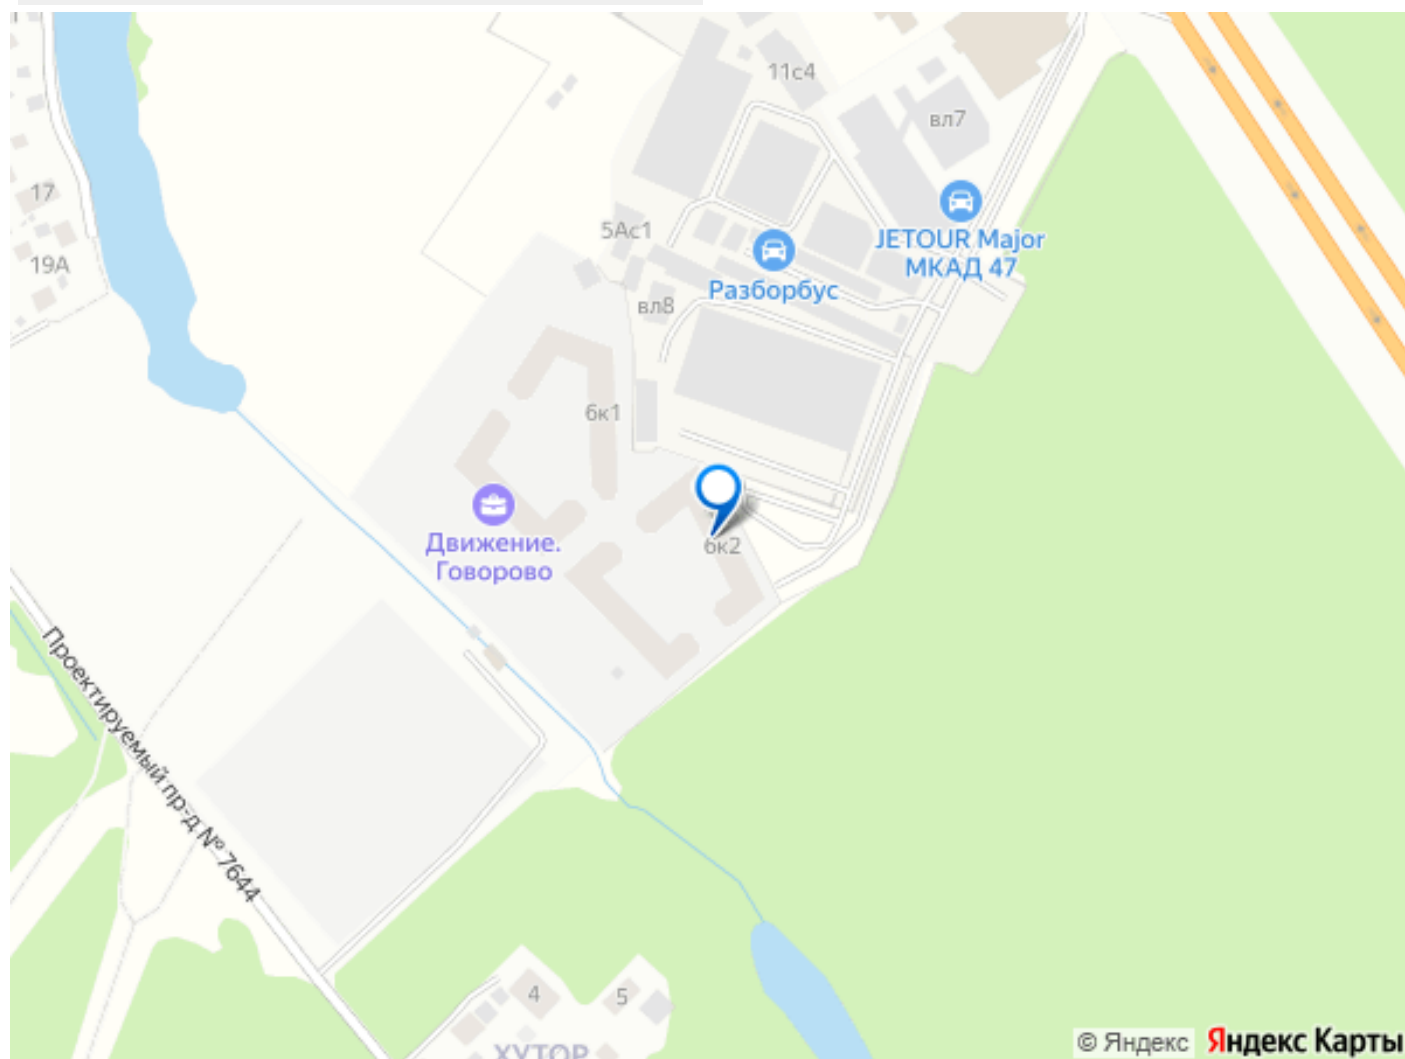 11с4
вл7
17
5Ас1
JETOUR Major
МКАД 47
19А
Разборбус
вл8
6к1
Движение.
Говорово
6к2
Проектируемый пр-д № 7644
4
5
ХУТОР
© Яндекс Яндекс Карты